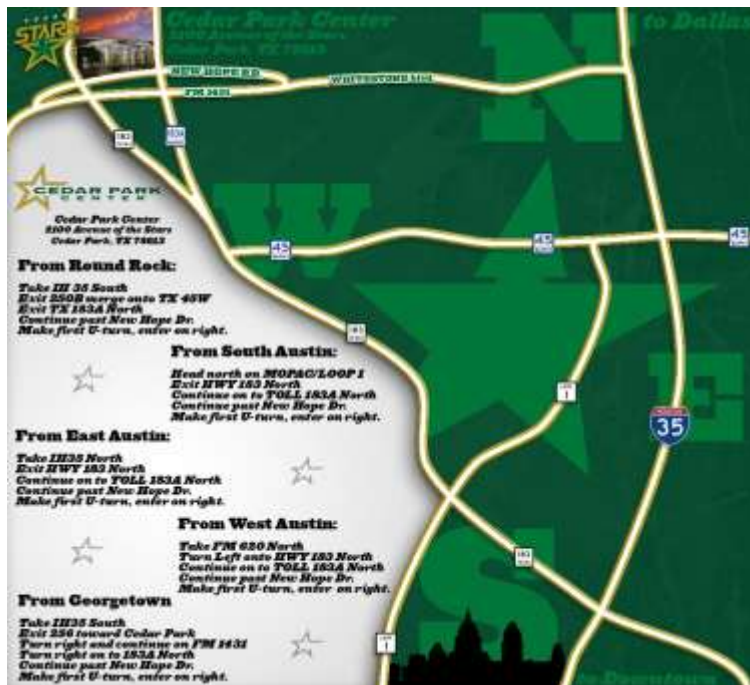 STARS
Cedar Park Center
2100 Avenue of the Stars
Cedar Park, TX 78613
N
to Dallas
NEW HOPE RD
WHITESTONE BLVD
FM 1431
183
183A
CEDAR PARK
CENTER
Cedar Park Center
2100 Avenue of the Stars
Cedar Park, TX 78613
W
45
45
45
From Round Rock:
Take IH 35 South
Exit 250B merge onto TX 45W
Exit TX 183A North
Continue past New Hope Dr.
Make first U-turn, enter on right.
183
From South Austin:
Head north on MOPAC/LOOP 1
Exit HWY 183 North
Continue on to TOLL 183A North
Continue past New Hope Dr.
Make first U-turn, enter on right.
LOOP
1
E
35
From East Austin:
Take IH35 North
Exit HWY 183 North
Continue on to TOLL 183A North
Continue past New Hope Dr.
Make first U-turn, enter on right.
From West Austin:
Take FM 620 North
Turn Left onto HWY 183 North
Continue on to TOLL 183A North
Continue past New Hope Dr.
Make first U-turn, enter on right.
183
S
From Georgetown
Take IH35 South
Exit 256 toward Cedar Park
Turn right and continue on FM 1431
Turn right on to 183A North
Continue past New Hope Dr.
Make first U-turn, enter on right.
LOOP
1
to Downtown